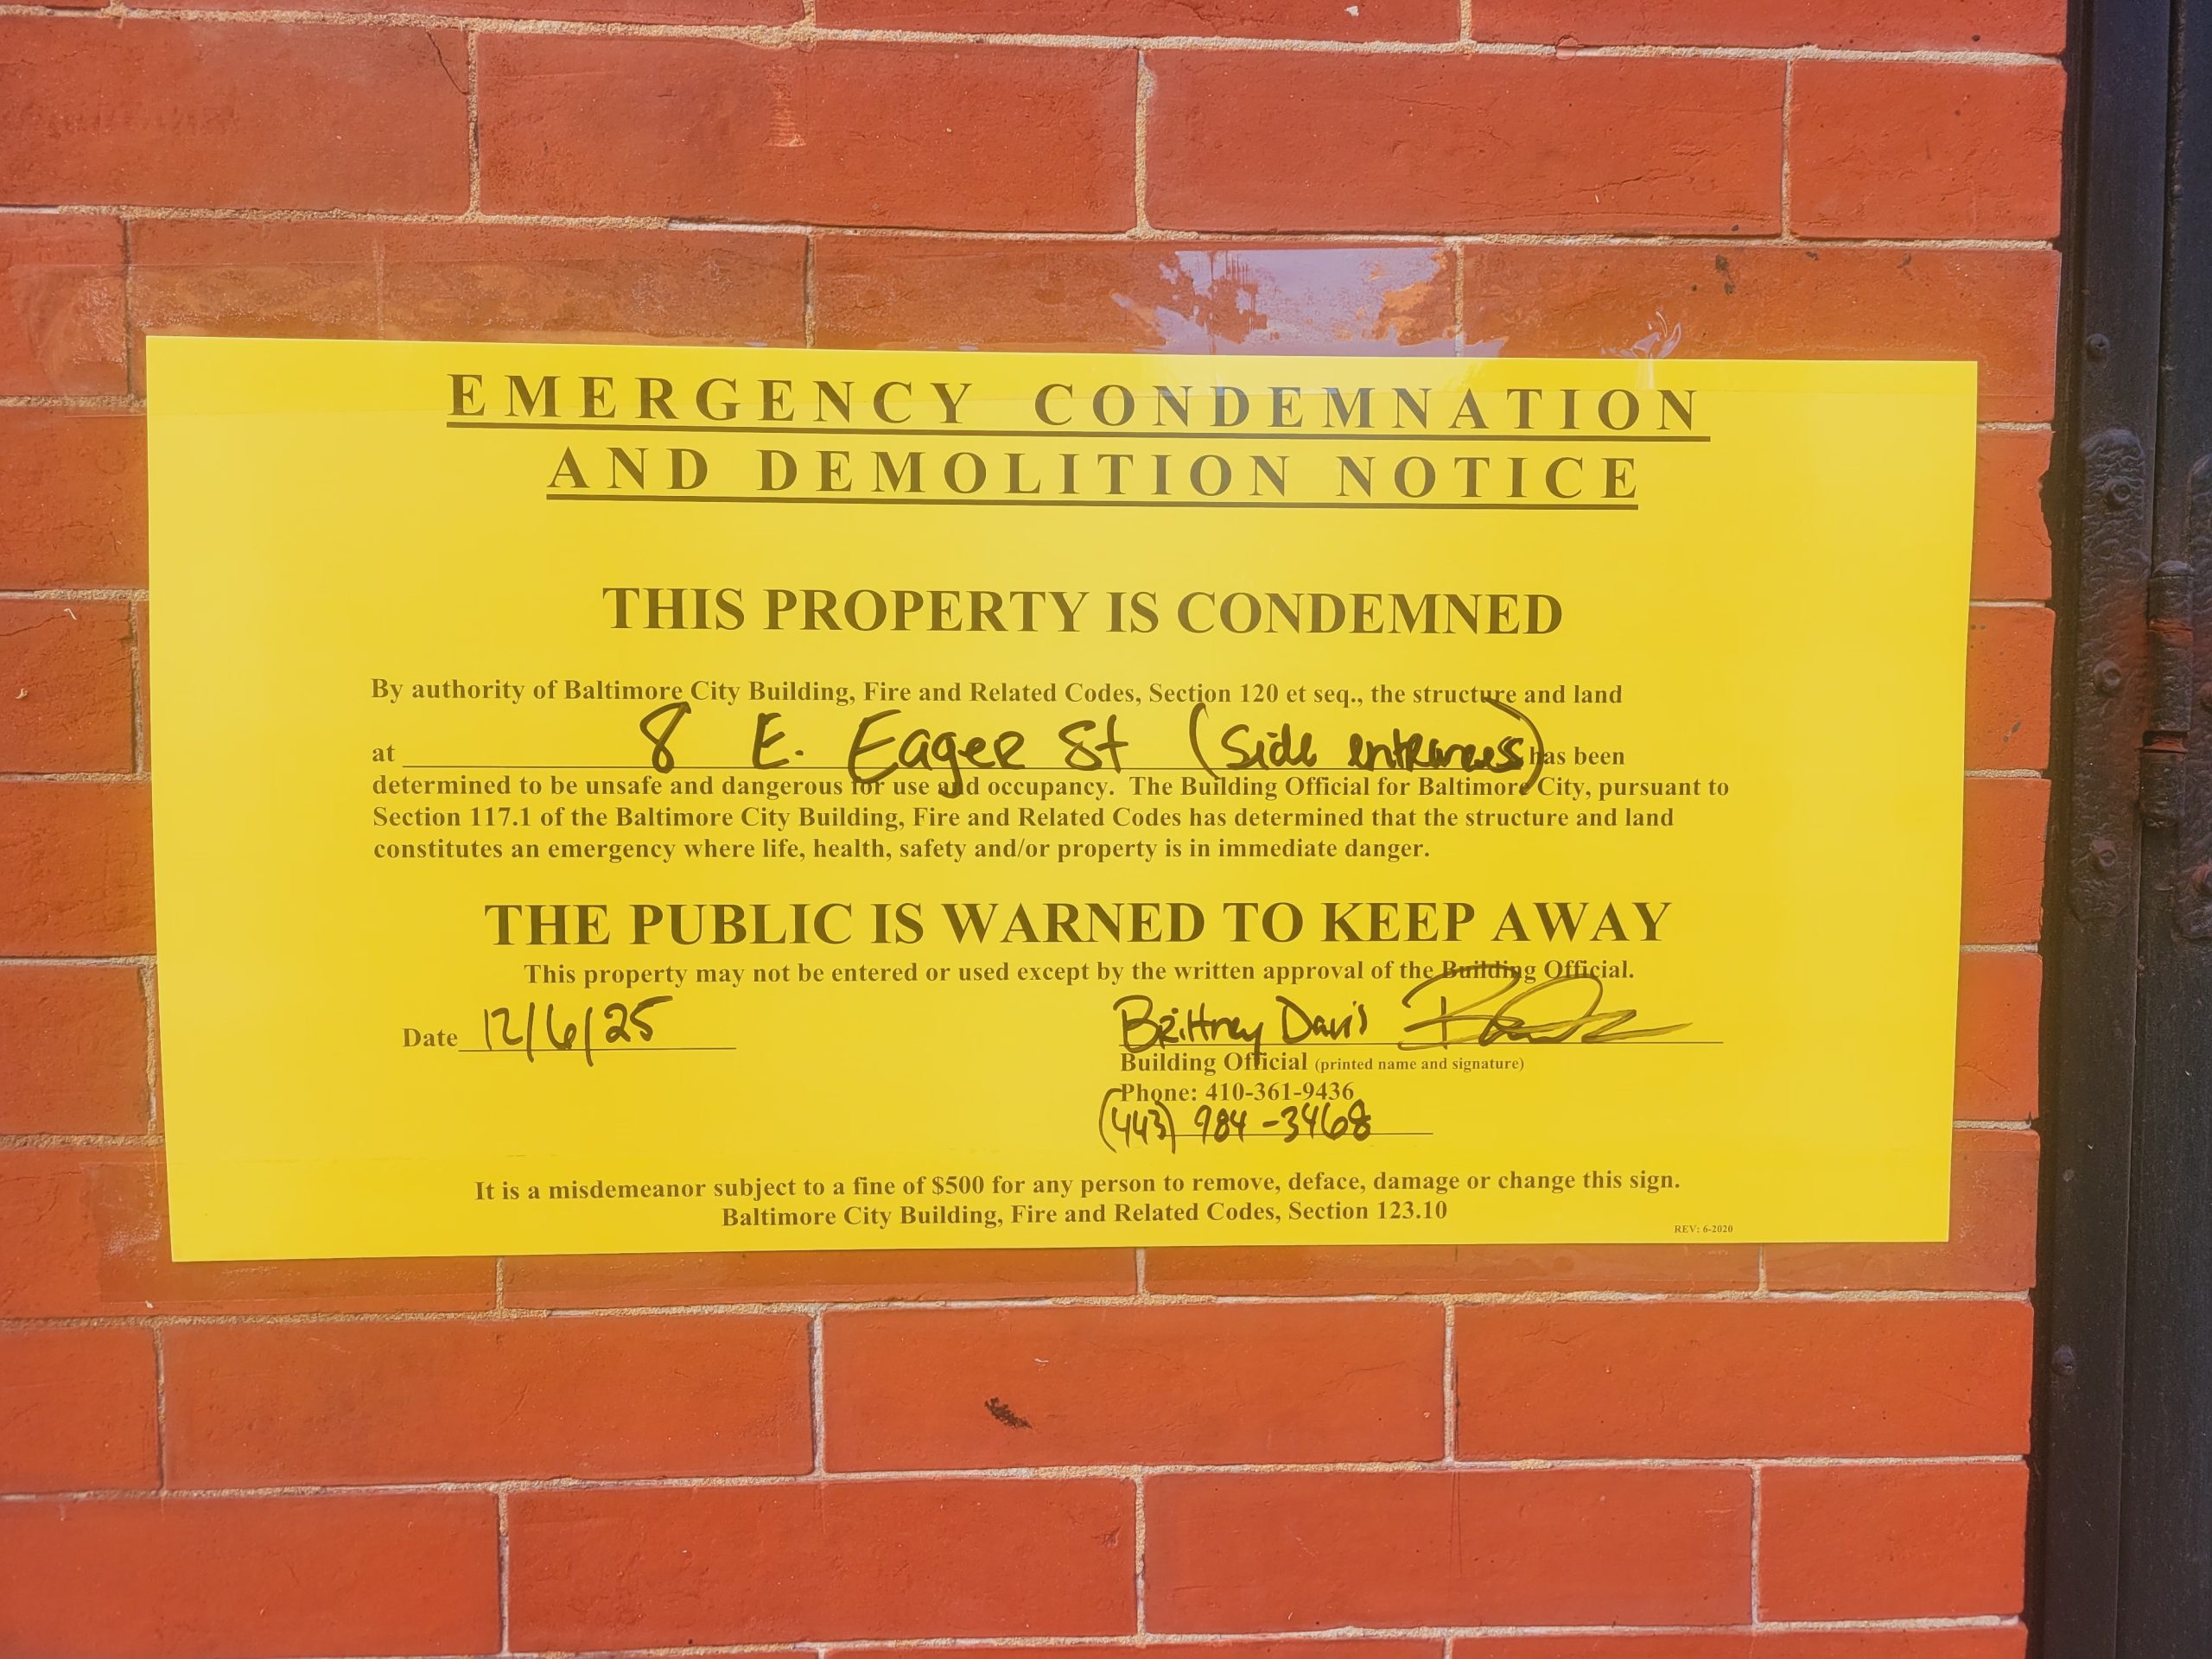 EMERGENCY CONDEMNATION
AND DEMOLITION NOTICE
THIS PROPERTY IS CONDEMNED
By authority of Baltimore City Building, Fire and Related Codes, Section 120 et seq., the structure and land
at 8 E. Eager St (Side entrances) has been
determined to be unsafe and dangerous for use and occupancy. The Building Official for Baltimore City, pursuant to
Section 117.1 of the Baltimore City Building, Fire and Related Codes has determined that the structure and land
constitutes an emergency where life, health, safety and/or property is in immediate danger.
THE PUBLIC IS WARNED TO KEEP AWAY
This property may not be entered or used except by the written approval of the Building Official.
Date 12/6/25
Brittney Davis
Building Official (printed name and signature)
Phone: 410-361-9436
(443) 984-3468
It is a misdemeanor subject to a fine of $500 for any person to remove, deface, damage or change this sign.
Baltimore City Building, Fire and Related Codes, Section 123.10
REV: 6-2020